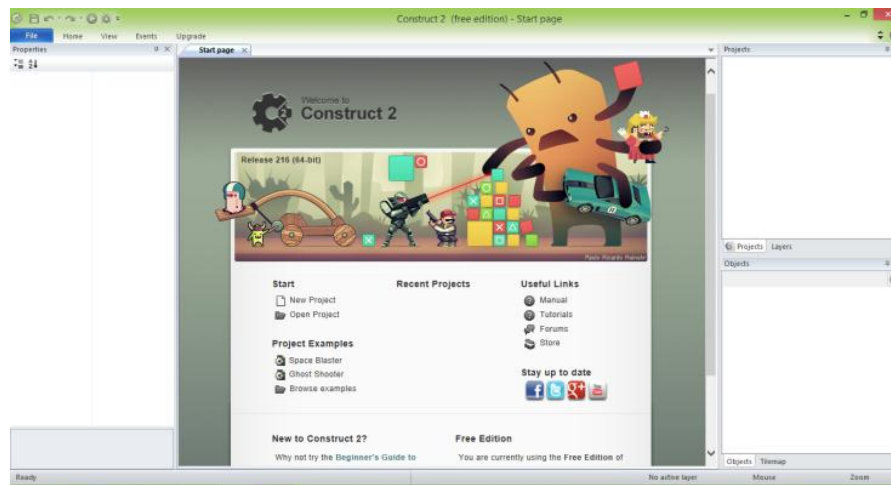 Construct 2 (free edition) - Start page
File Home View Events Upgrade
Properties
Start page
Projects
Welcome to
Construct 2
Release 216 (64-bit)
Projects Layers
Objects
Start
New Project
Open Project
Recent Projects
Useful Links
Manual
Tutorials
Forums
Store
Project Examples
Space Blaster
Ghost Shooter
Browse examples
Stay up to date
New to Construct 2?
Why not try the Beginner's Guide to
Free Edition
You are currently using the Free Edition of
Objects Tilemap
Ready
No active layer Mouse Zoom